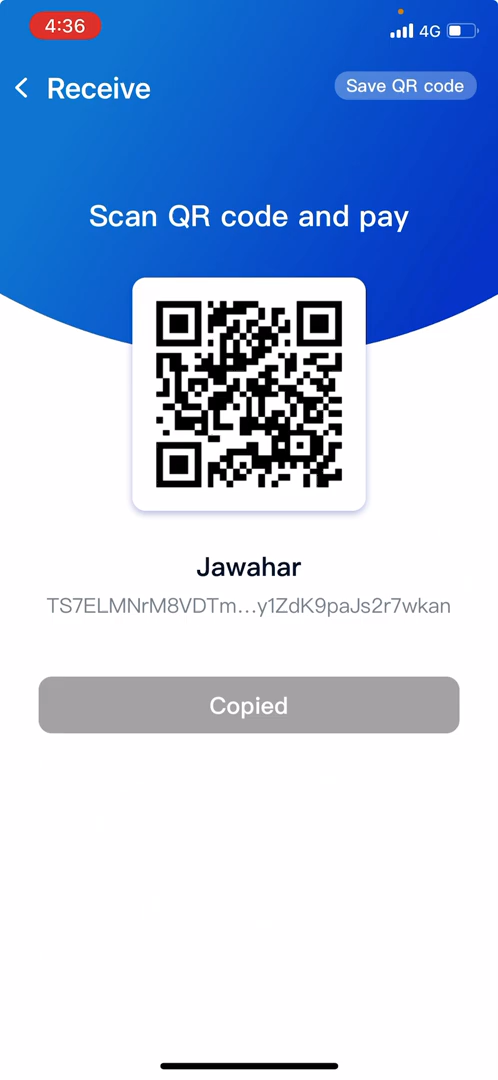 4:36
4G
Receive
Save QR code
Scan QR code and pay
Jawahar
TS7ELMNrM8VDTm...y1ZdK9paJs2r7wkan
Copied